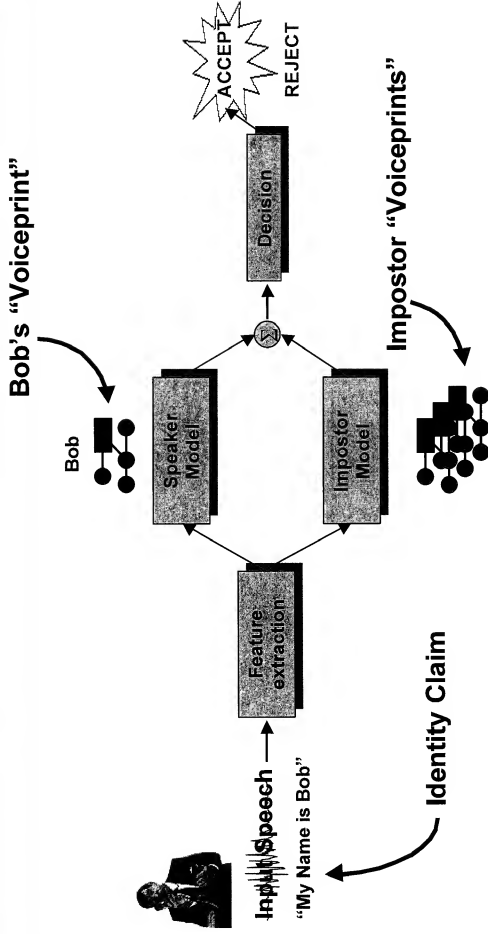 Bob's "Voiceprint"
Bob
Input Speech
"My Name is Bob"
Identity Claim
Feature
extraction
Speaker
Model
Impostor
Model
Σ
Decision
ACCEPT
REJECT
Impostor "Voiceprints"